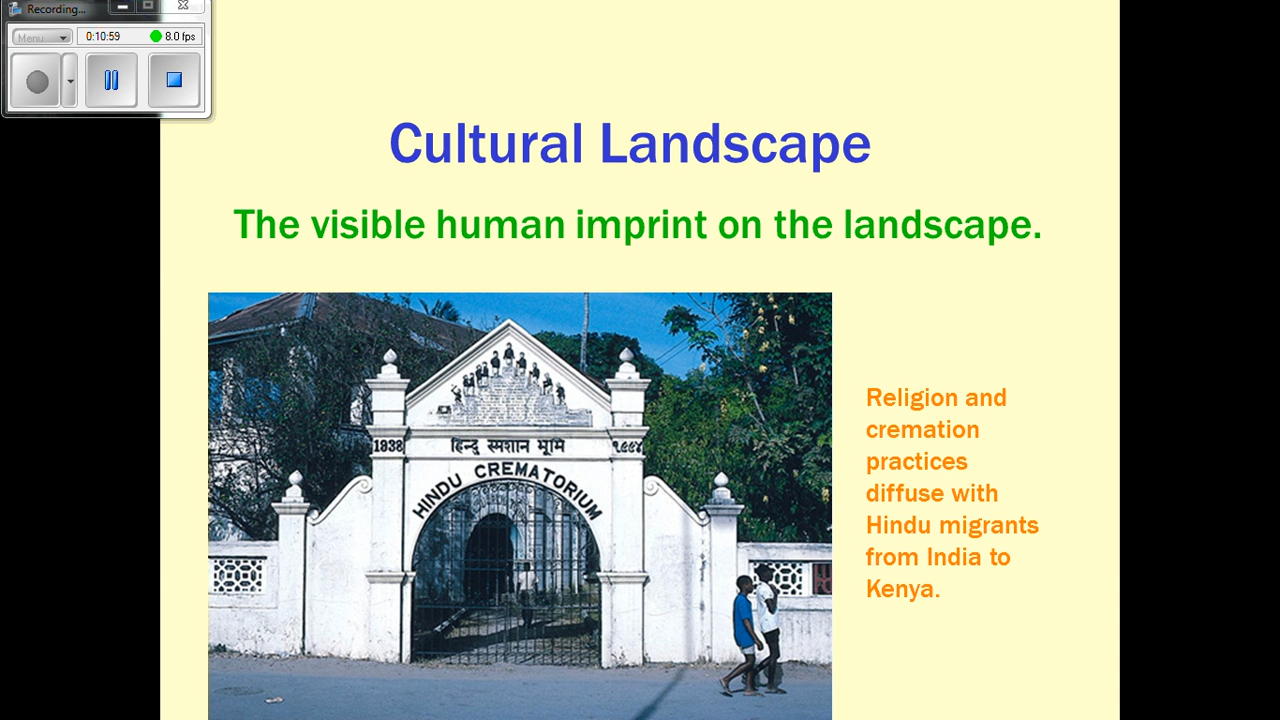 Recording...
Menu
0:10:59
8.0 fps
Cultural Landscape
The visible human imprint on the landscape.
1938
हिन्दु स्मशान भूमि
१९९४
HINDU CREMATORIUM
Religion and
cremation
practices
diffuse with
Hindu migrants
from India to
Kenya.